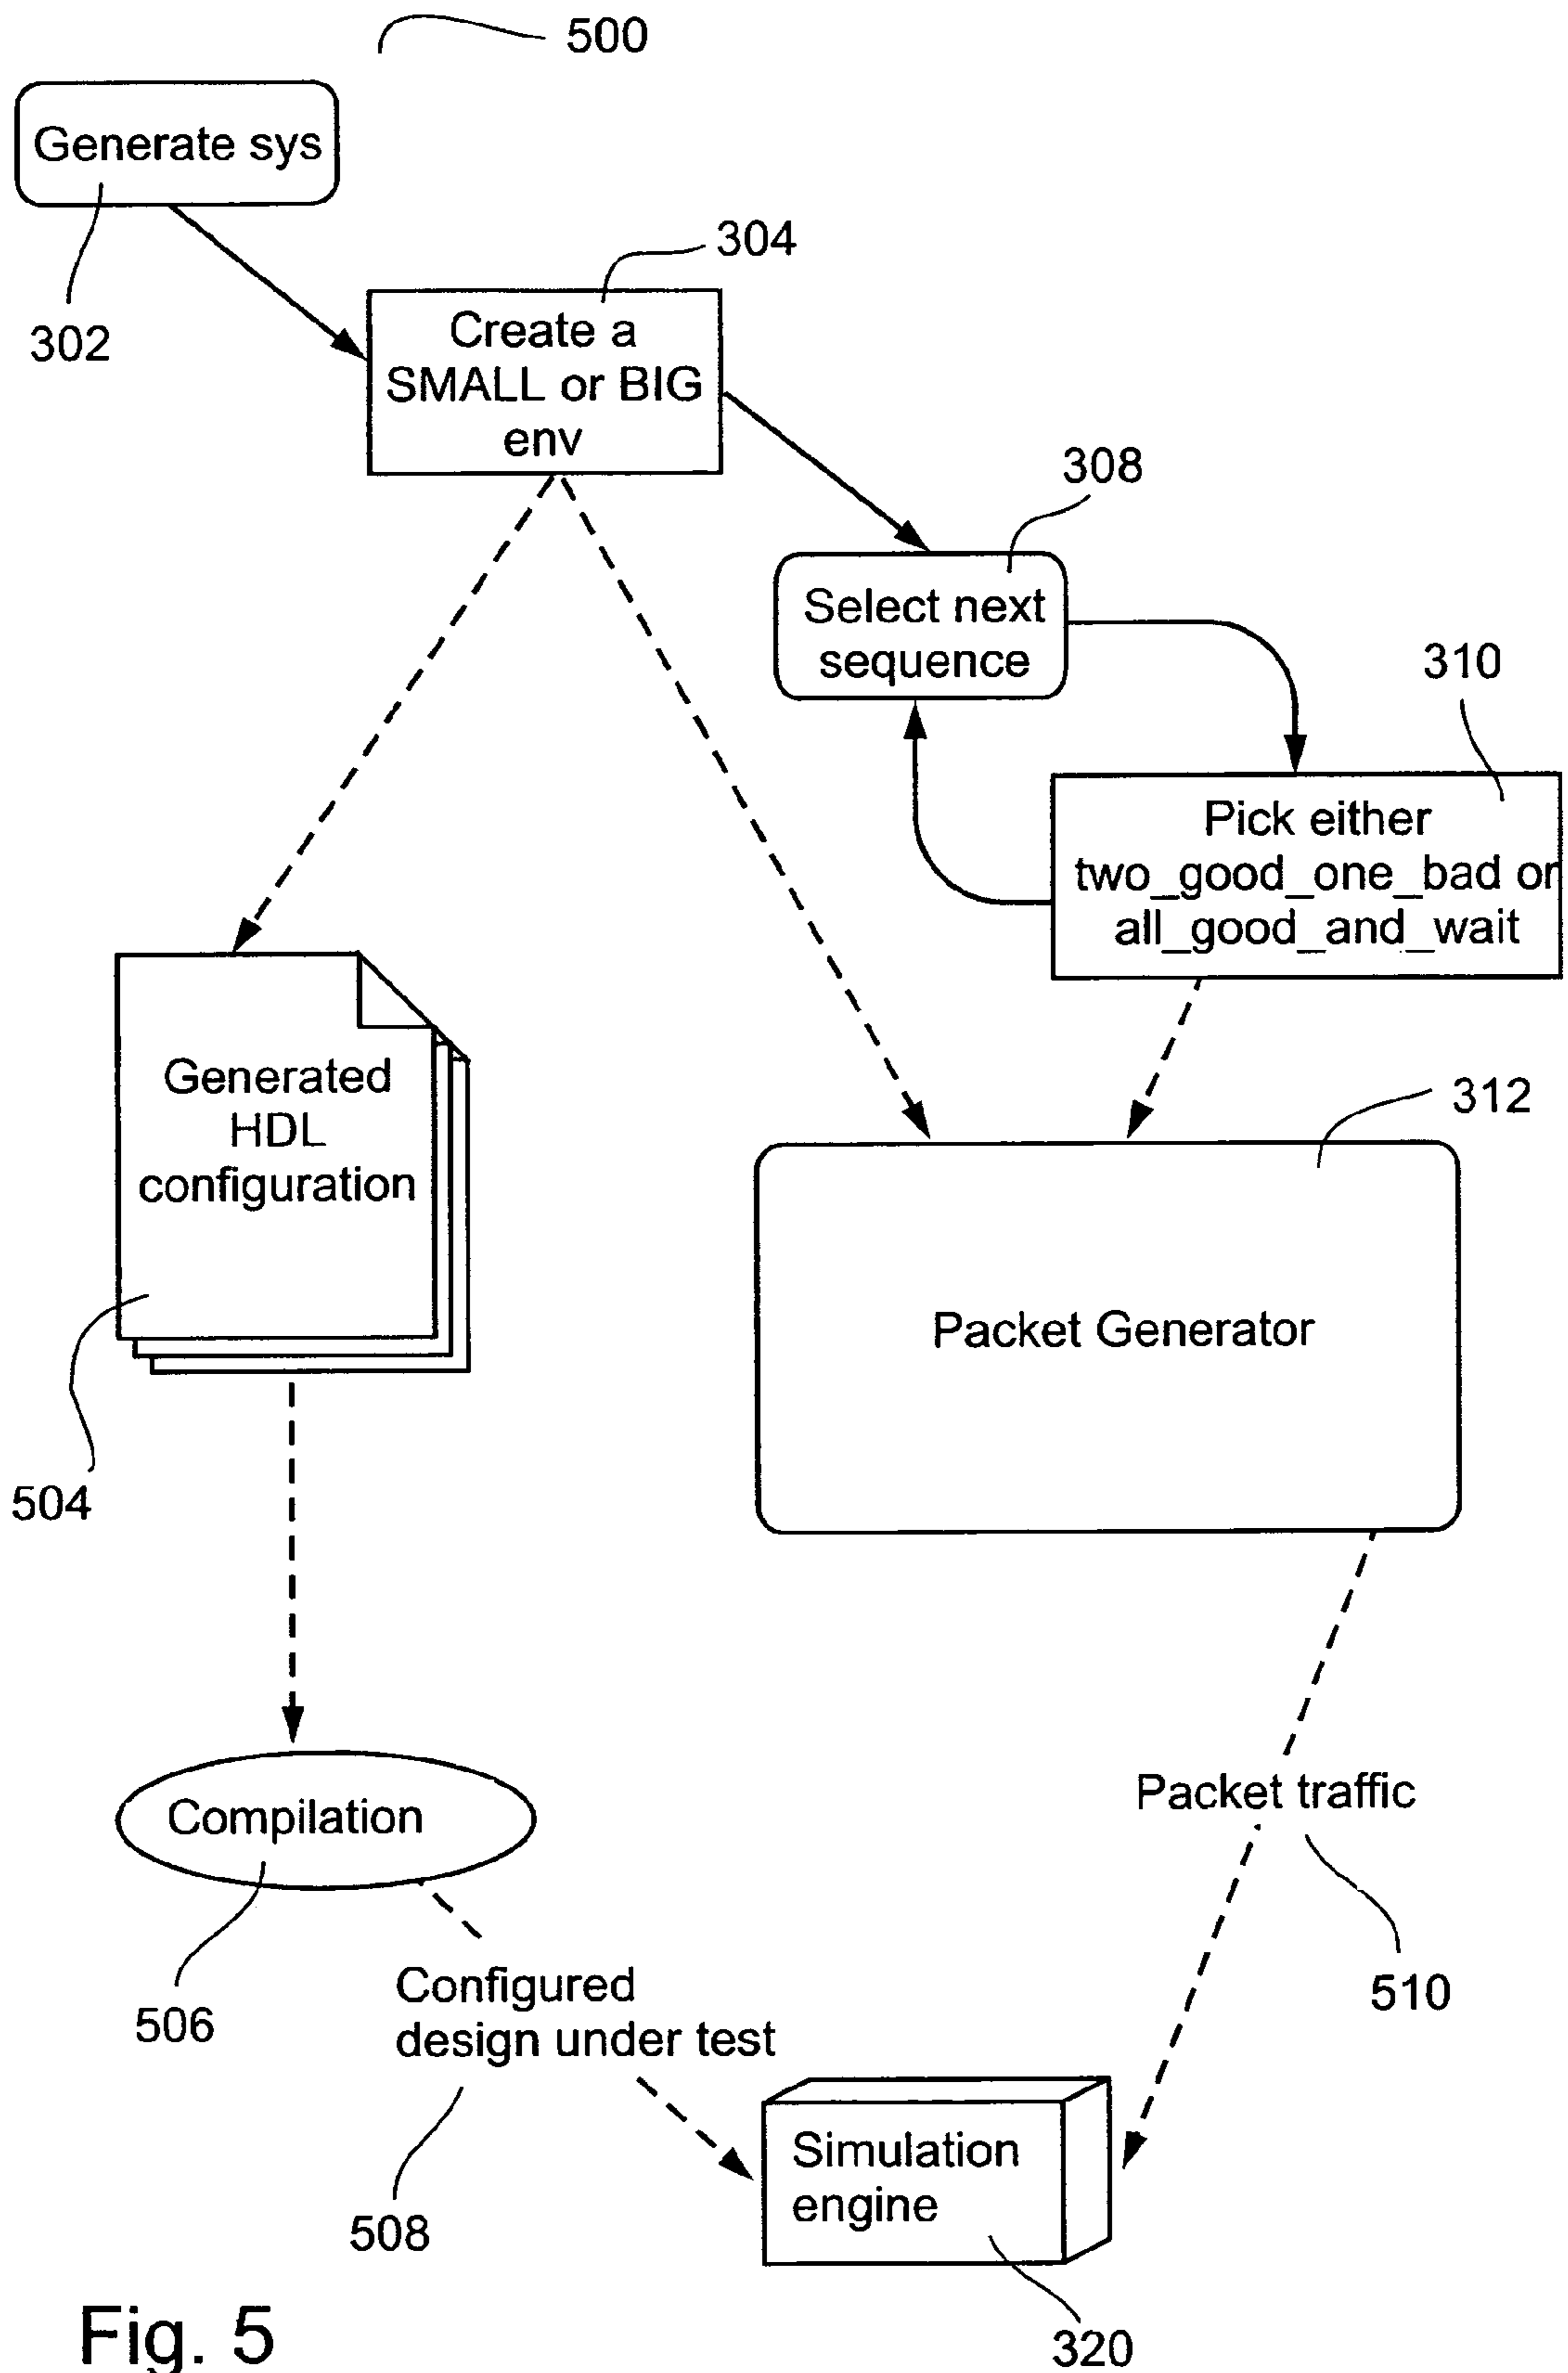 500
Generate sys
302
304
Create a
SMALL or BIG
env
308
Select next
sequence
310
Pick either
two_good_one_bad or
all_good_and_wait
Generated
HDL
configuration
504
312
Packet Generator
Compilation
506
Packet traffic
510
Configured
design under test
508
Simulation
engine
320
Fig. 5